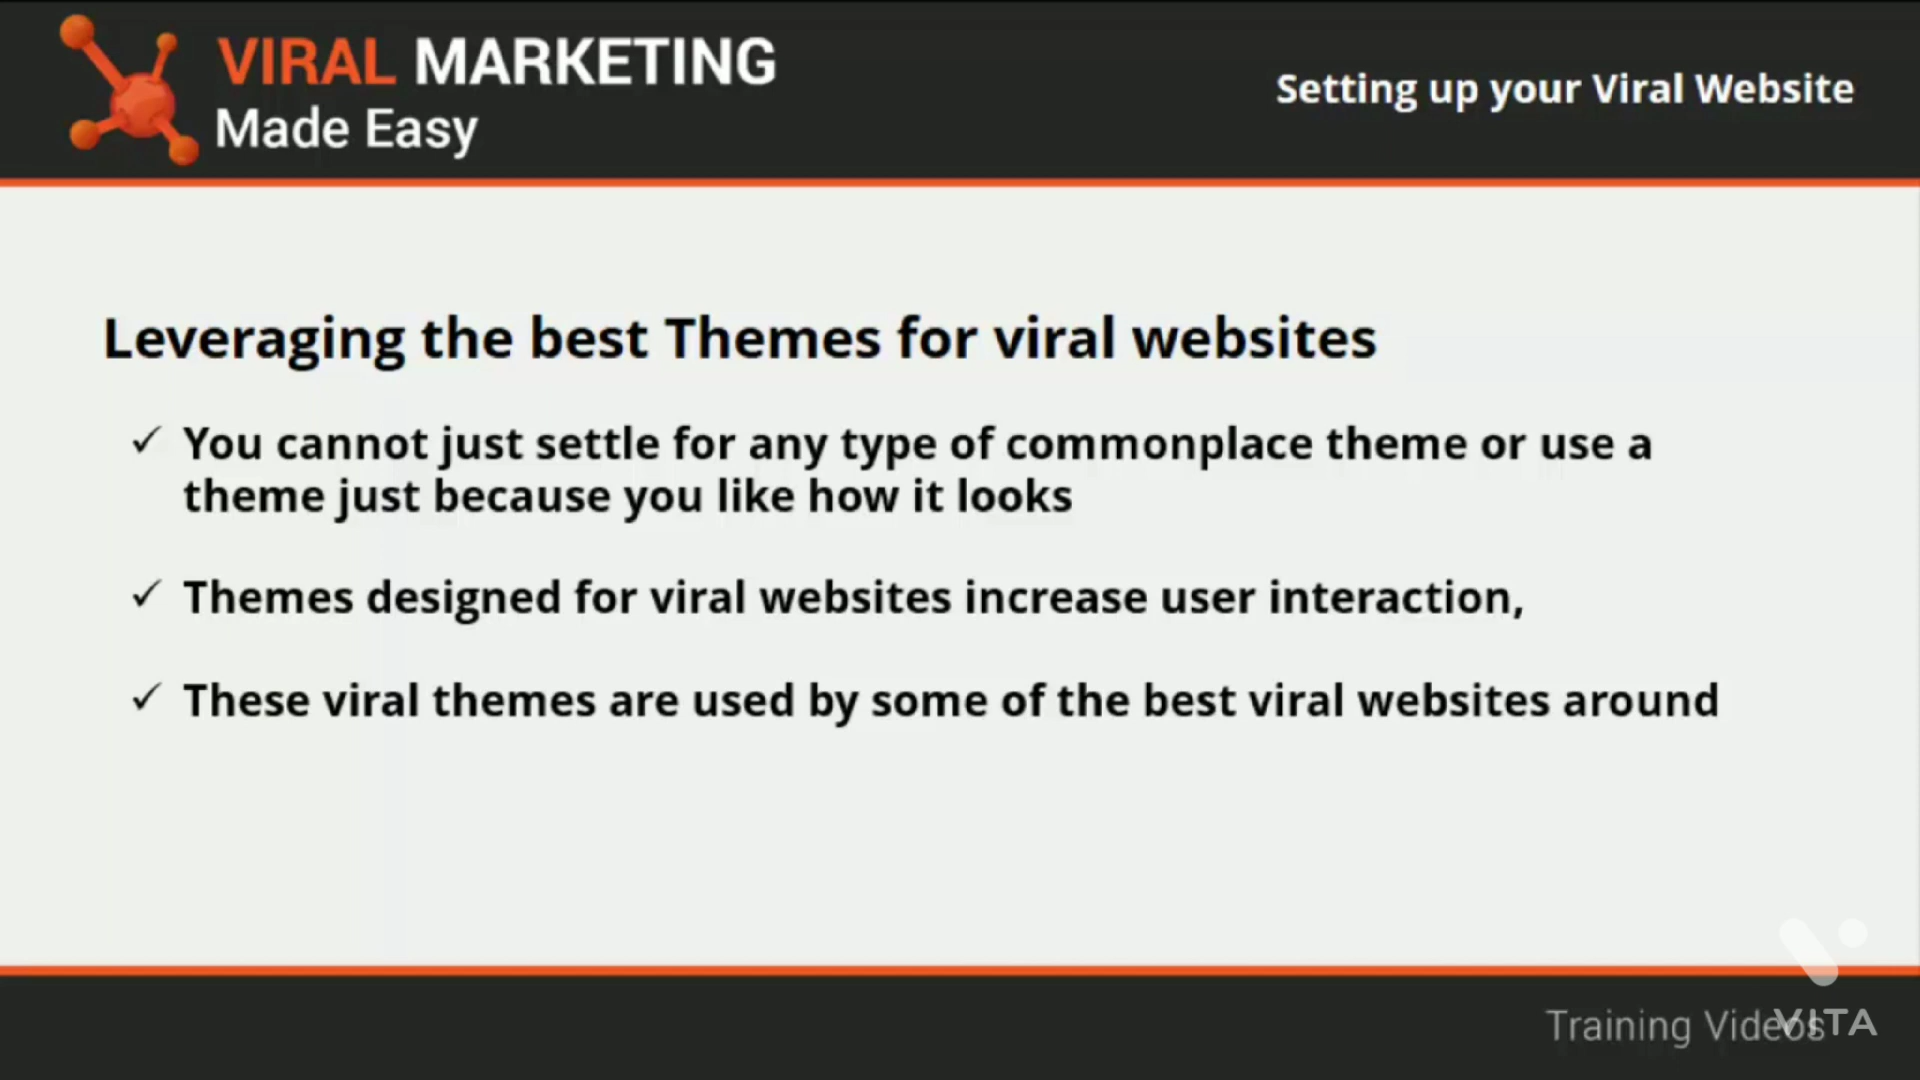 VIRAL MARKETING
Made Easy
Setting up your Viral Website
Leveraging the best Themes for viral websites
✓ You cannot just settle for any type of commonplace theme or use a
theme just because you like how it looks
✓ Themes designed for viral websites increase user interaction,
✓ These viral themes are used by some of the best viral websites around
Training Videos
VITA